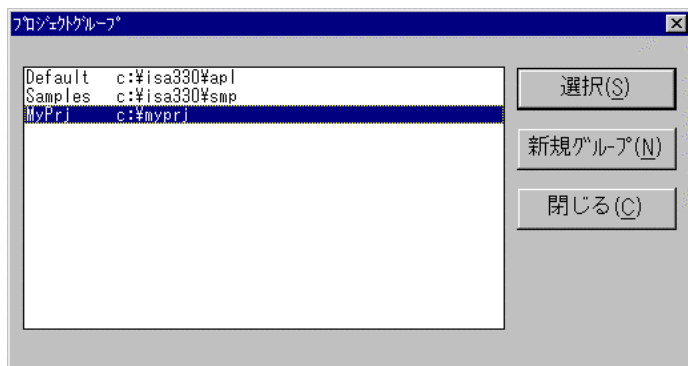 ﾌﾟﾛｼﾞｪｸﾄｸﾞﾙｰﾌﾟ
Default c:¥isa330¥apl
Samples c:¥isa330¥smp
MyPrj c:¥myprj
選択(S)
新規ｸﾞﾙｰﾌﾟ(N)
閉じる(C)